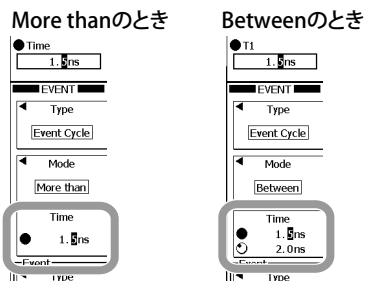 More thanのとき
Time
1.5ns
EVENT
Type
Event Cycle
Mode
More than
Time
1.5ns
Event
Type
Betweenのとき
T1
1.5ns
EVENT
Type
Event Cycle
Mode
Between
Time
1.5ns
2.0ns
Event
Type